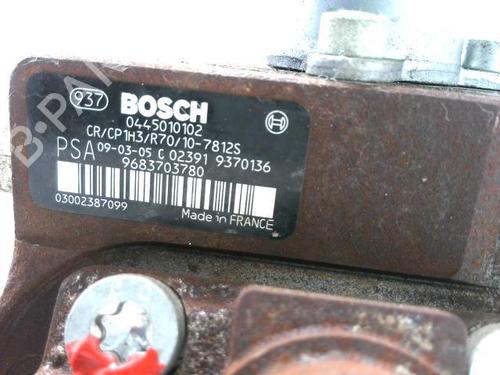 937 BOSCH
0445010102
CR/CP1H3/R70/10-7812S
PSA 09-03-05 C 02391 9370136
9683703780
03002387099 Made in FRANCE